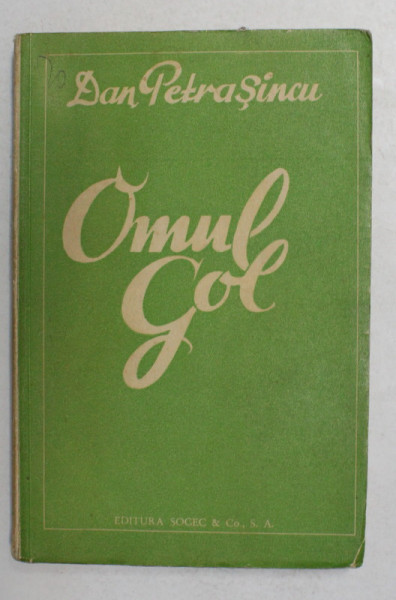 Dan Petrașincu
Omul
Gol
EDITURA SOCEC & Co., S. A.